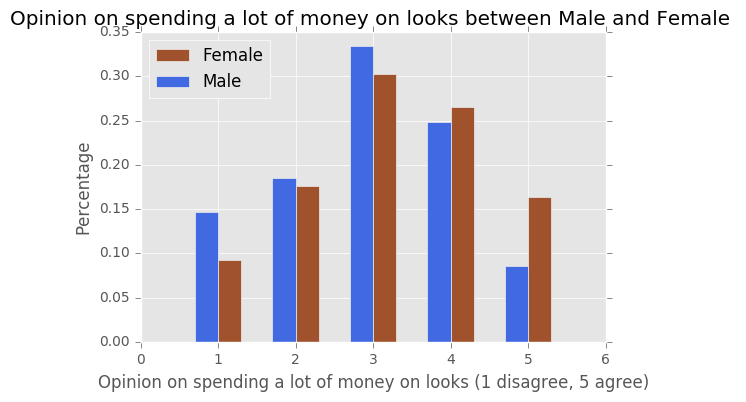 Opinion on spending a lot of money on looks between Male and Female
0.35
0.30
0.25
0.20
0.15
0.10
0.05
0.00
Percentage
Female
Male
0 1 2 3 4 5 6
Opinion on spending a lot of money on looks (1 disagree, 5 agree)